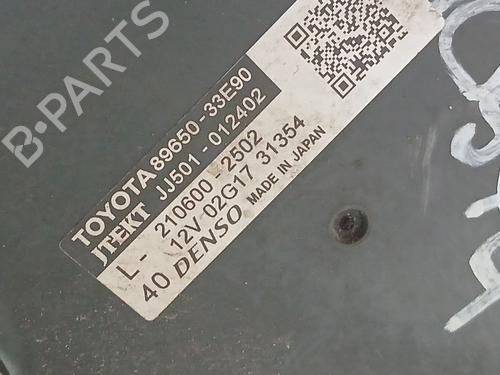 B-PARTS
TOYOTA 89650-33E90
JTEKT JJ501-012402
L- 210600-2502
12V 02G17 31354
40 DENSO MADE IN JAPAN